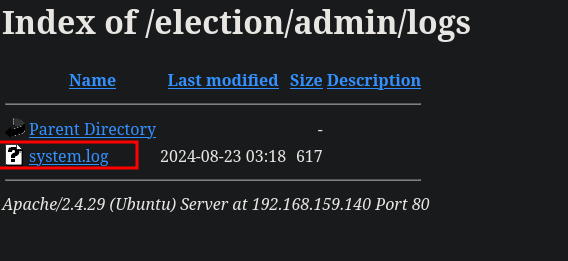 Index of /election/admin/logs
Name Last modified Size Description
Parent Directory -
system.log 2024-08-23 03:18 617
Apache/2.4.29 (Ubuntu) Server at 192.168.159.140 Port 80